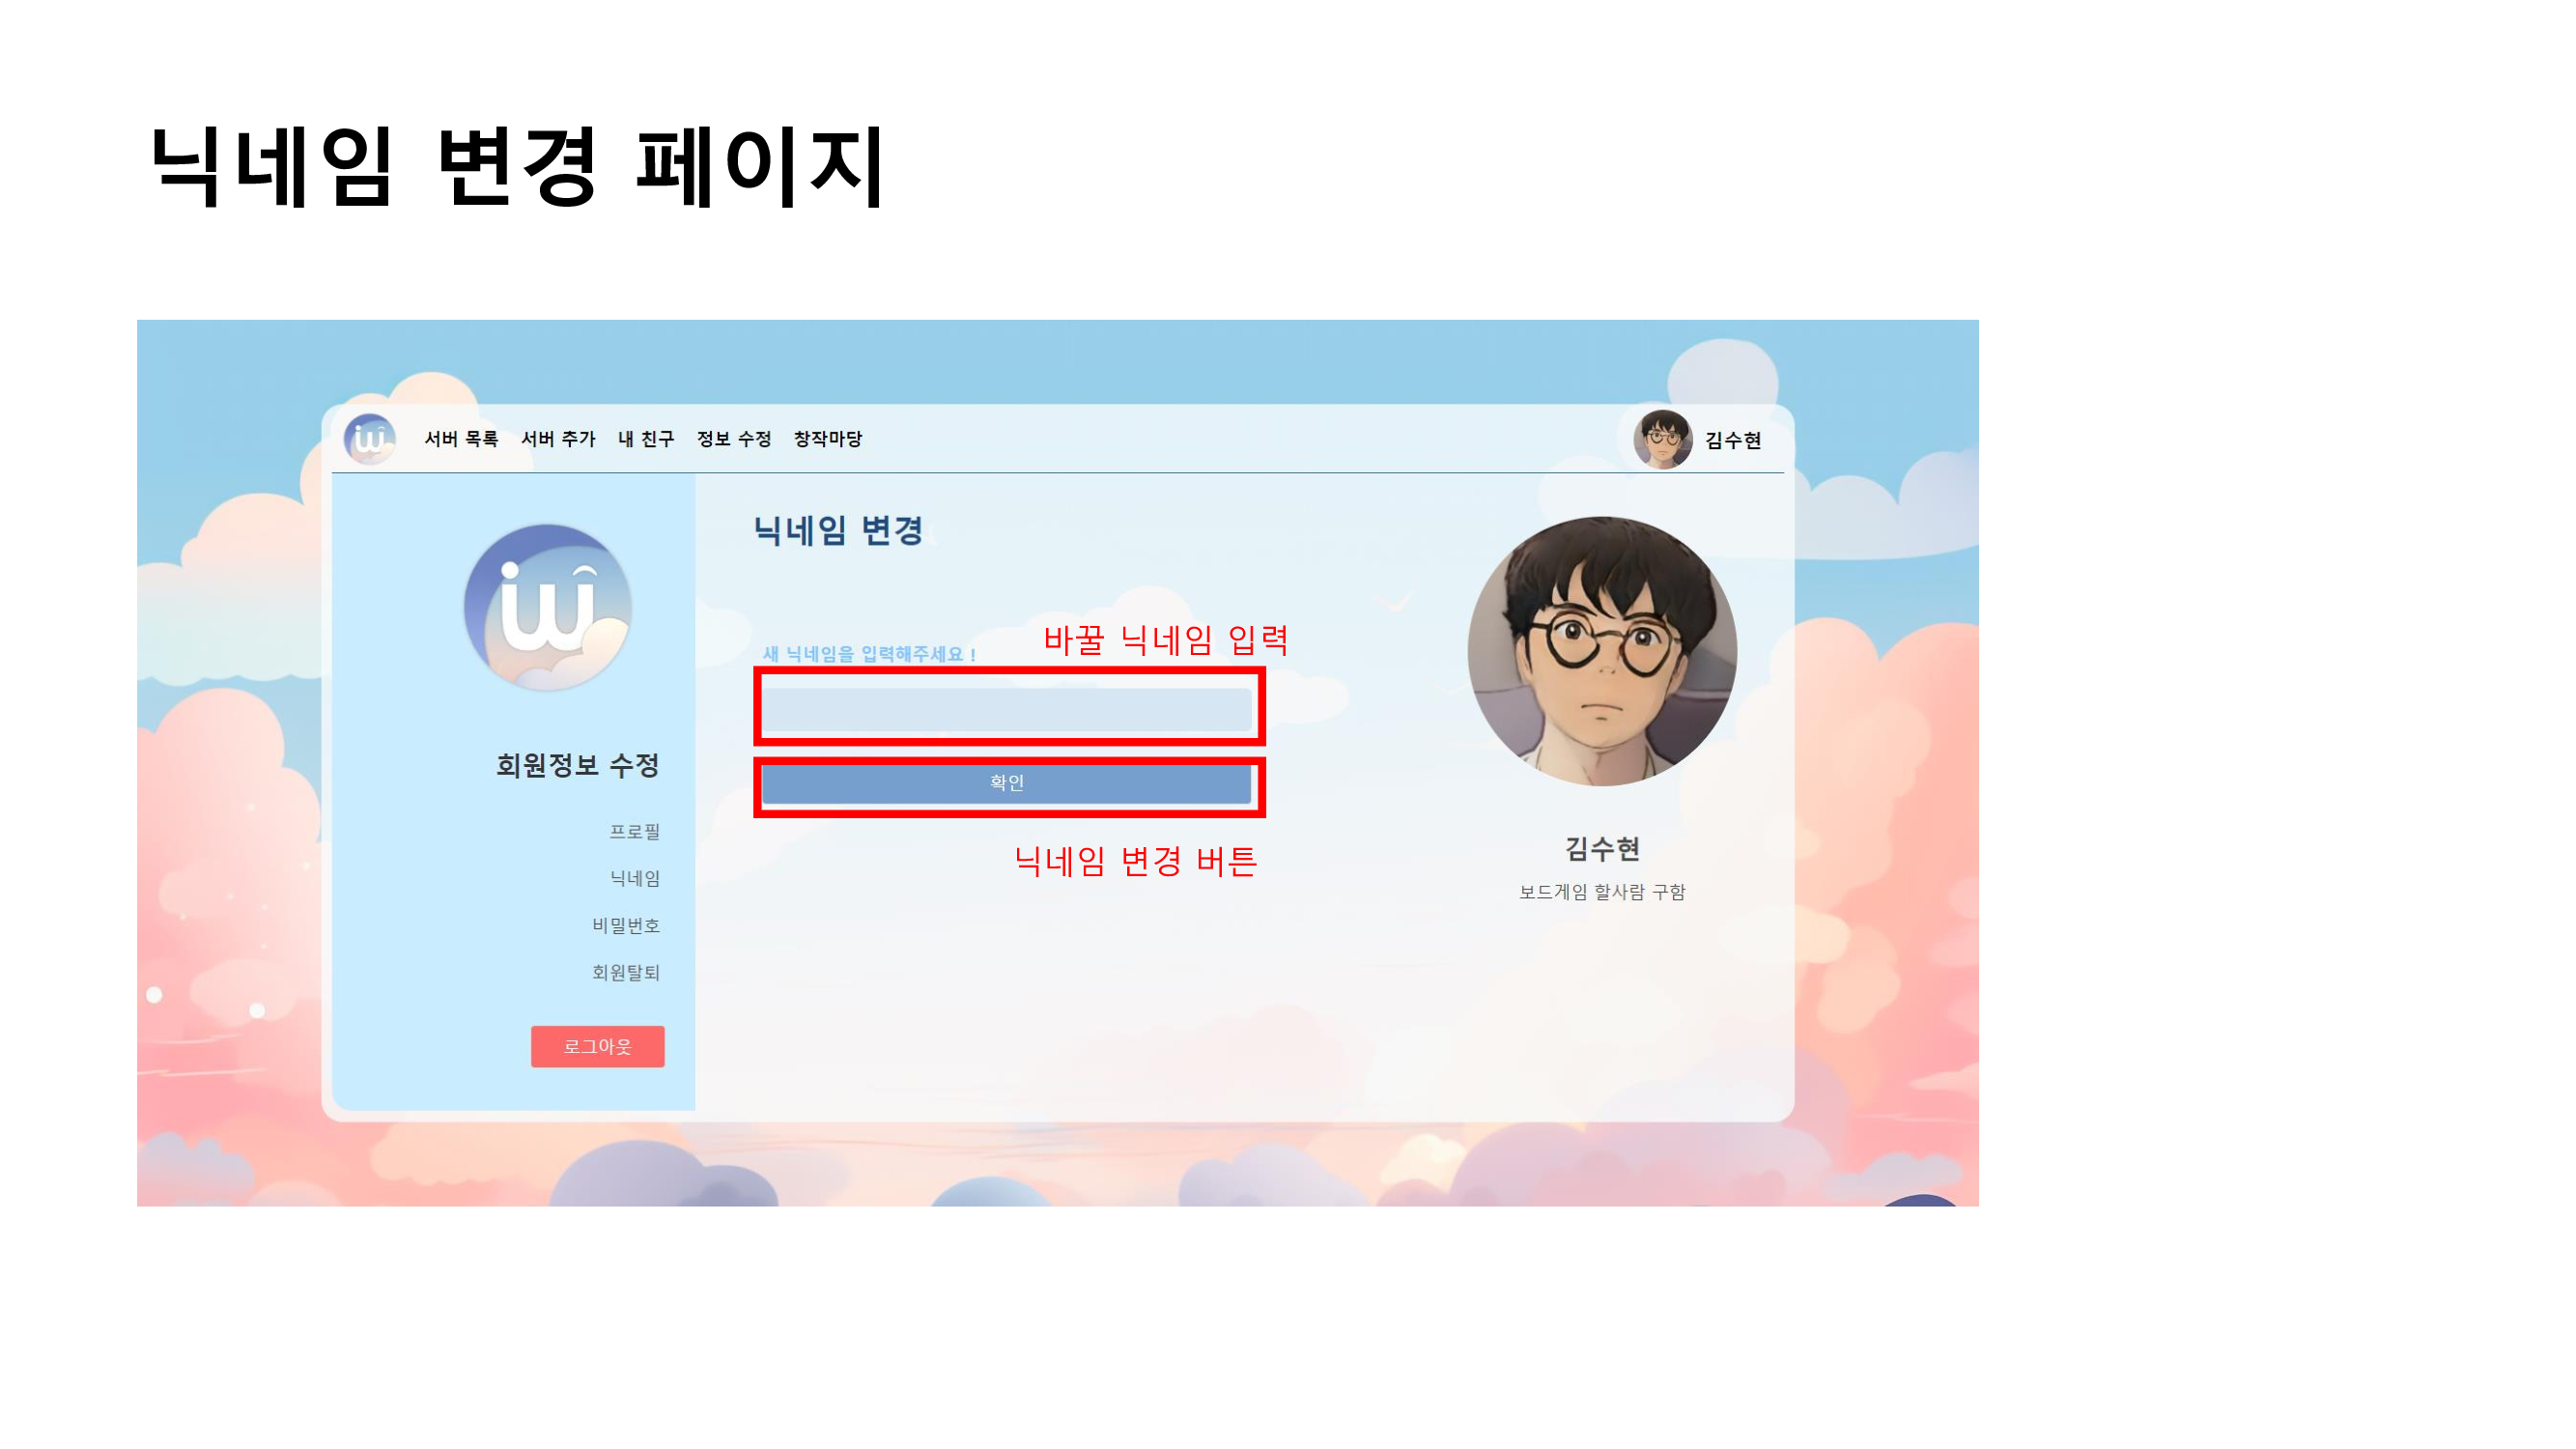 닉네임 변경 페이지
서버 목록 서버 추가 내 친구 정보 수정 창작마당
김수현
닉네임 변경
바꿀 닉네임 입력
새 닉네임을 입력해주세요 !
확인
닉네임 변경 버튼
회원정보 수정
프로필
닉네임
비밀번호
회원탈퇴
로그아웃
김수현
보드게임 할사람 구함